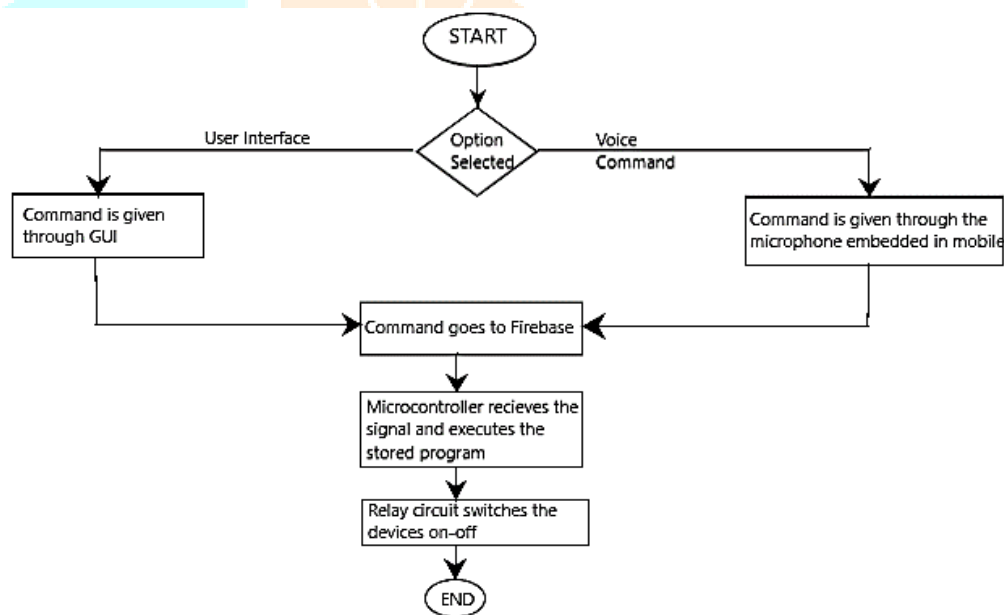 START
Option
Selected
User Interface
Voice
Command
Command is given
through GUI
Command is given through the
microphone embedded in mobile
Command goes to Firebase
Microcontroller recieves the
signal and executes the
stored program
Relay circuit switches the
devices on-off
END